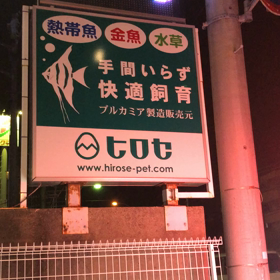 熱帯魚 金魚 水草
手間いらず
快適飼育
ブルカミア製造販売元
ヒロセ
www.hirose-pet.com